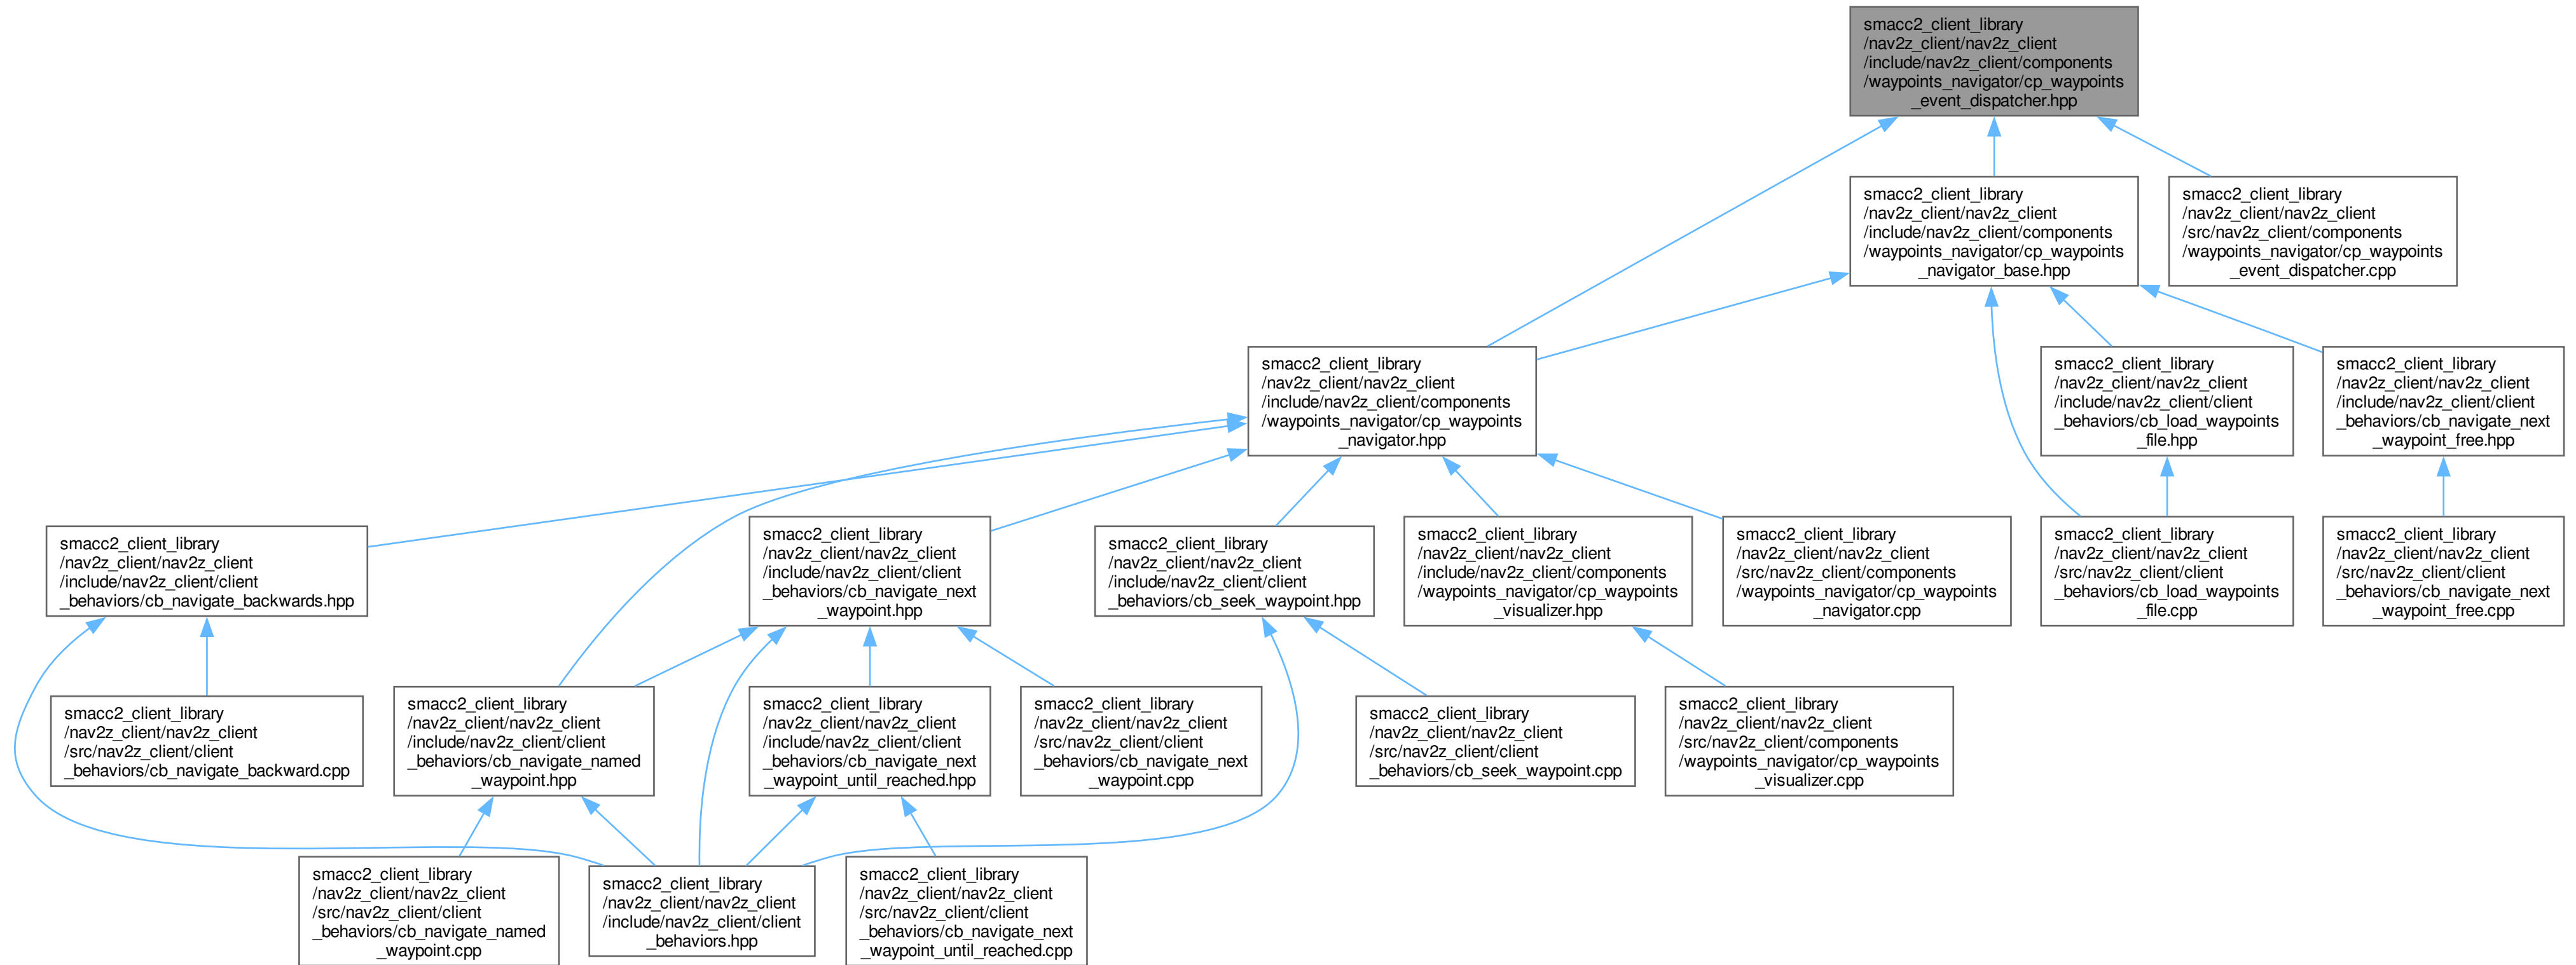 smacc2_client_library
/nav2z_client/nav2z_client
/include/nav2z_client/components
/waypoints_navigator/cp_waypoints
_event_dispatcher.hpp
smacc2_client_library
/nav2z_client/nav2z_client
/include/nav2z_client/components
/waypoints_navigator/cp_waypoints
_navigator_base.hpp
smacc2_client_library
/nav2z_client/nav2z_client
/src/nav2z_client/components
/waypoints_navigator/cp_waypoints
_event_dispatcher.cpp
smacc2_client_library
/nav2z_client/nav2z_client
/include/nav2z_client/components
/waypoints_navigator/cp_waypoints
_navigator.hpp
smacc2_client_library
/nav2z_client/nav2z_client
/include/nav2z_client/client
_behaviors/cb_load_waypoints
_file.hpp
smacc2_client_library
/nav2z_client/nav2z_client
/include/nav2z_client/client
_behaviors/cb_navigate_next
_waypoint_free.hpp
smacc2_client_library
/nav2z_client/nav2z_client
/include/nav2z_client/client
_behaviors/cb_navigate_backwards.hpp
smacc2_client_library
/nav2z_client/nav2z_client
/include/nav2z_client/client
_behaviors/cb_navigate_next
_waypoint.hpp
smacc2_client_library
/nav2z_client/nav2z_client
/include/nav2z_client/client
_behaviors/cb_seek_waypoint.hpp
smacc2_client_library
/nav2z_client/nav2z_client
/include/nav2z_client/components
/waypoints_navigator/cp_waypoints
_visualizer.hpp
smacc2_client_library
/nav2z_client/nav2z_client
/src/nav2z_client/components
/waypoints_navigator/cp_waypoints
_navigator.cpp
smacc2_client_library
/nav2z_client/nav2z_client
/src/nav2z_client/client
_behaviors/cb_load_waypoints
_file.cpp
smacc2_client_library
/nav2z_client/nav2z_client
/src/nav2z_client/client
_behaviors/cb_navigate_next
_waypoint_free.cpp
smacc2_client_library
/nav2z_client/nav2z_client
/src/nav2z_client/client
_behaviors/cb_navigate_backward.cpp
smacc2_client_library
/nav2z_client/nav2z_client
/include/nav2z_client/client
_behaviors/cb_navigate_named
_waypoint.hpp
smacc2_client_library
/nav2z_client/nav2z_client
/include/nav2z_client/client
_behaviors/cb_navigate_next
_waypoint_until_reached.hpp
smacc2_client_library
/nav2z_client/nav2z_client
/src/nav2z_client/client
_behaviors/cb_navigate_next
_waypoint.cpp
smacc2_client_library
/nav2z_client/nav2z_client
/src/nav2z_client/client
_behaviors/cb_seek_waypoint.cpp
smacc2_client_library
/nav2z_client/nav2z_client
/src/nav2z_client/components
/waypoints_navigator/cp_waypoints
_visualizer.cpp
smacc2_client_library
/nav2z_client/nav2z_client
/src/nav2z_client/client
_behaviors/cb_navigate_named
_waypoint.cpp
smacc2_client_library
/nav2z_client/nav2z_client
/include/nav2z_client/client
_behaviors.hpp
smacc2_client_library
/nav2z_client/nav2z_client
/src/nav2z_client/client
_behaviors/cb_navigate_next
_waypoint_until_reached.cpp